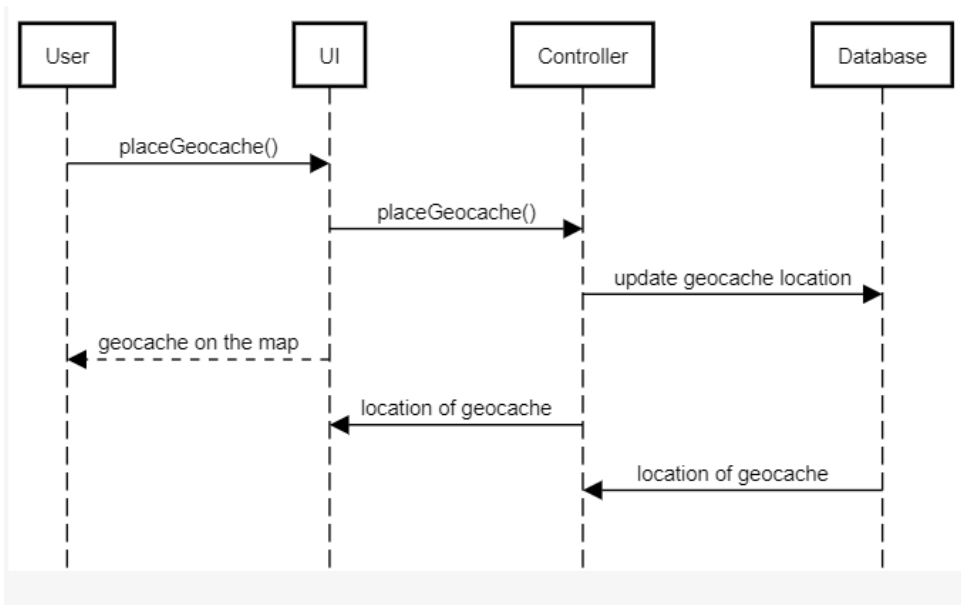 User
UI
Controller
Database
placeGeocache()
placeGeocache()
update geocache location
geocache on the map
location of geocache
location of geocache